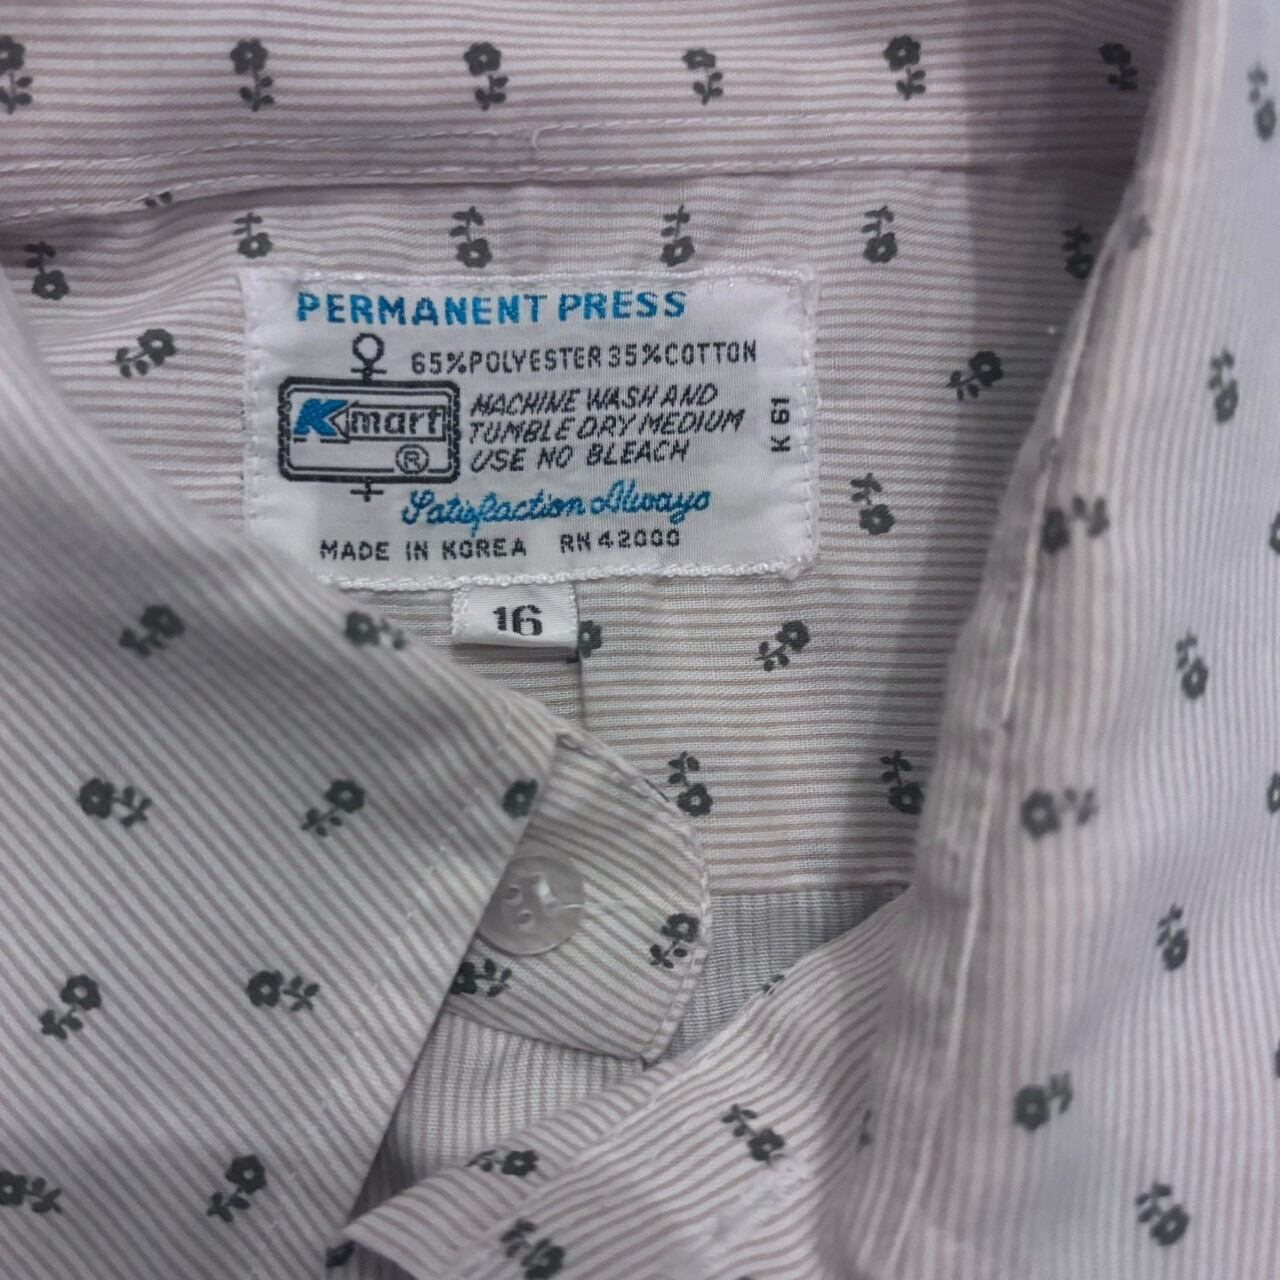 PERMANENT PRESS
65% POLYESTER 35% COTTON
Kmart ®
MACHINE WASH AND
TUMBLE DRY MEDIUM
USE NO BLEACH
K 61
Satisfaction Always
MADE IN KOREA RN 42000
16